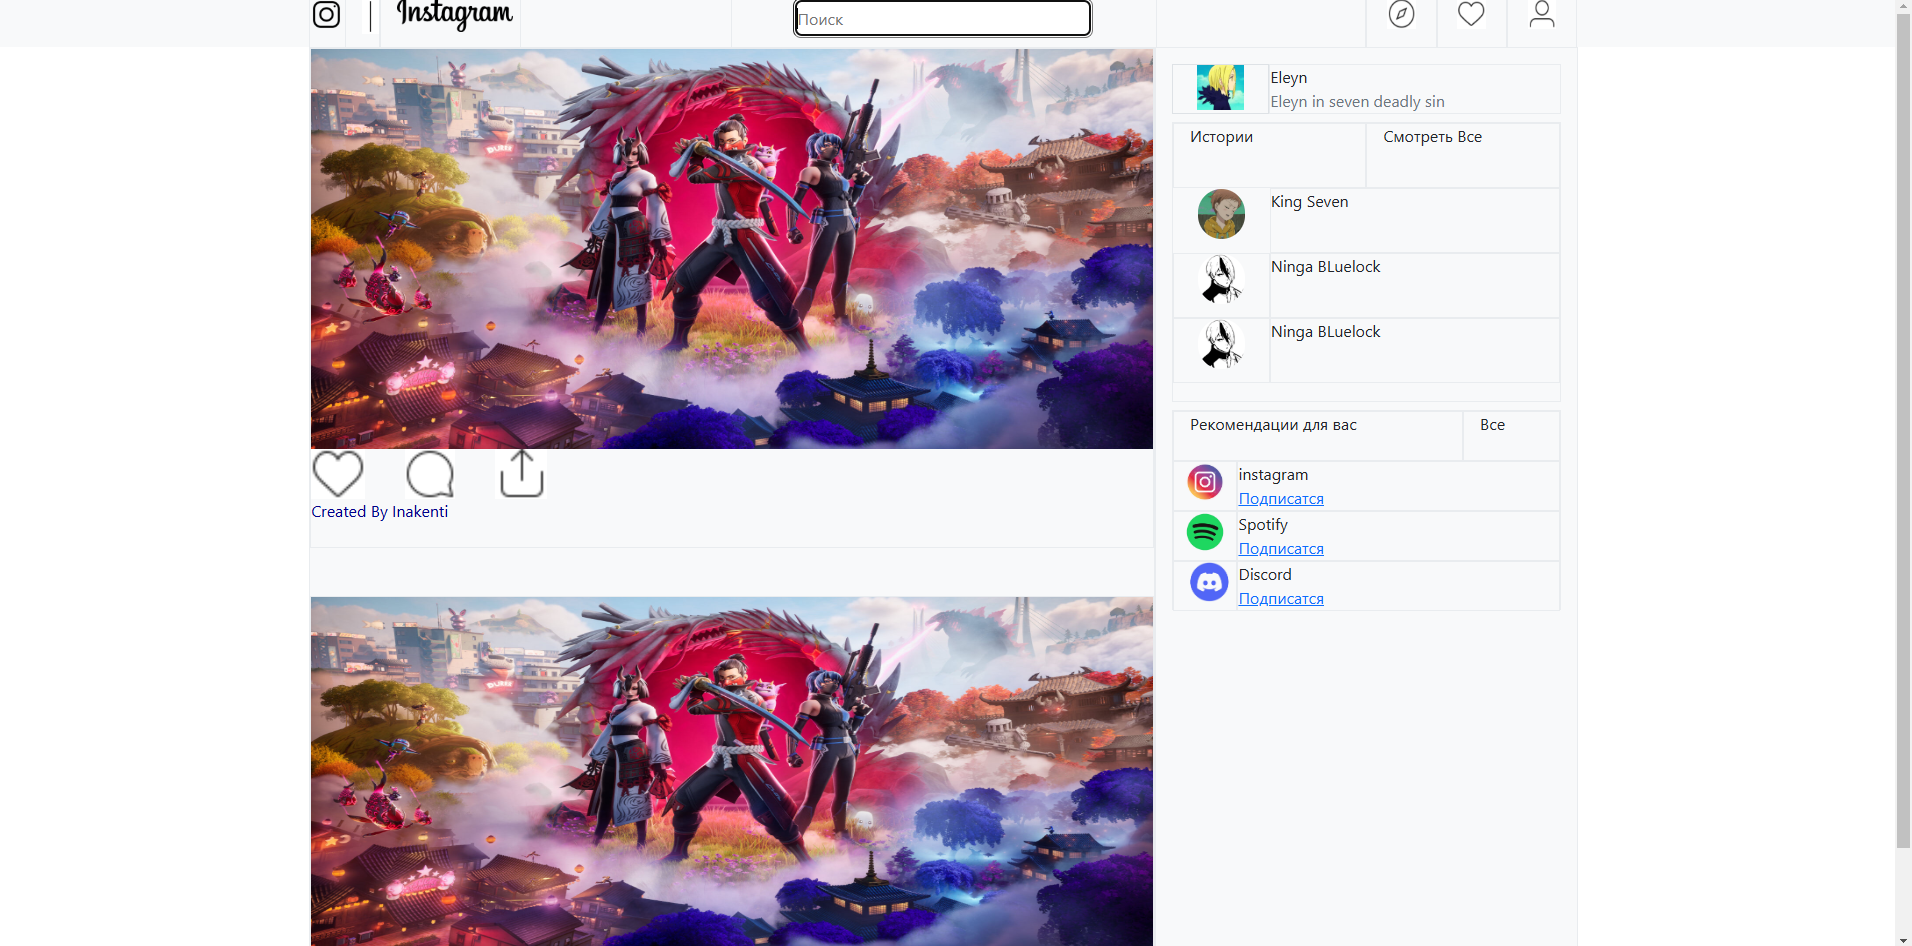 Instagram
Поиск
Eleyn
Eleyn in seven deadly sin
Истории
Смотреть Все
King Seven
Ninga BLuelock
Ninga BLuelock
Created By Inakenti
Рекомендации для вас
Все
instagram
Подписатся
Spotify
Подписатся
Discord
Подписатся